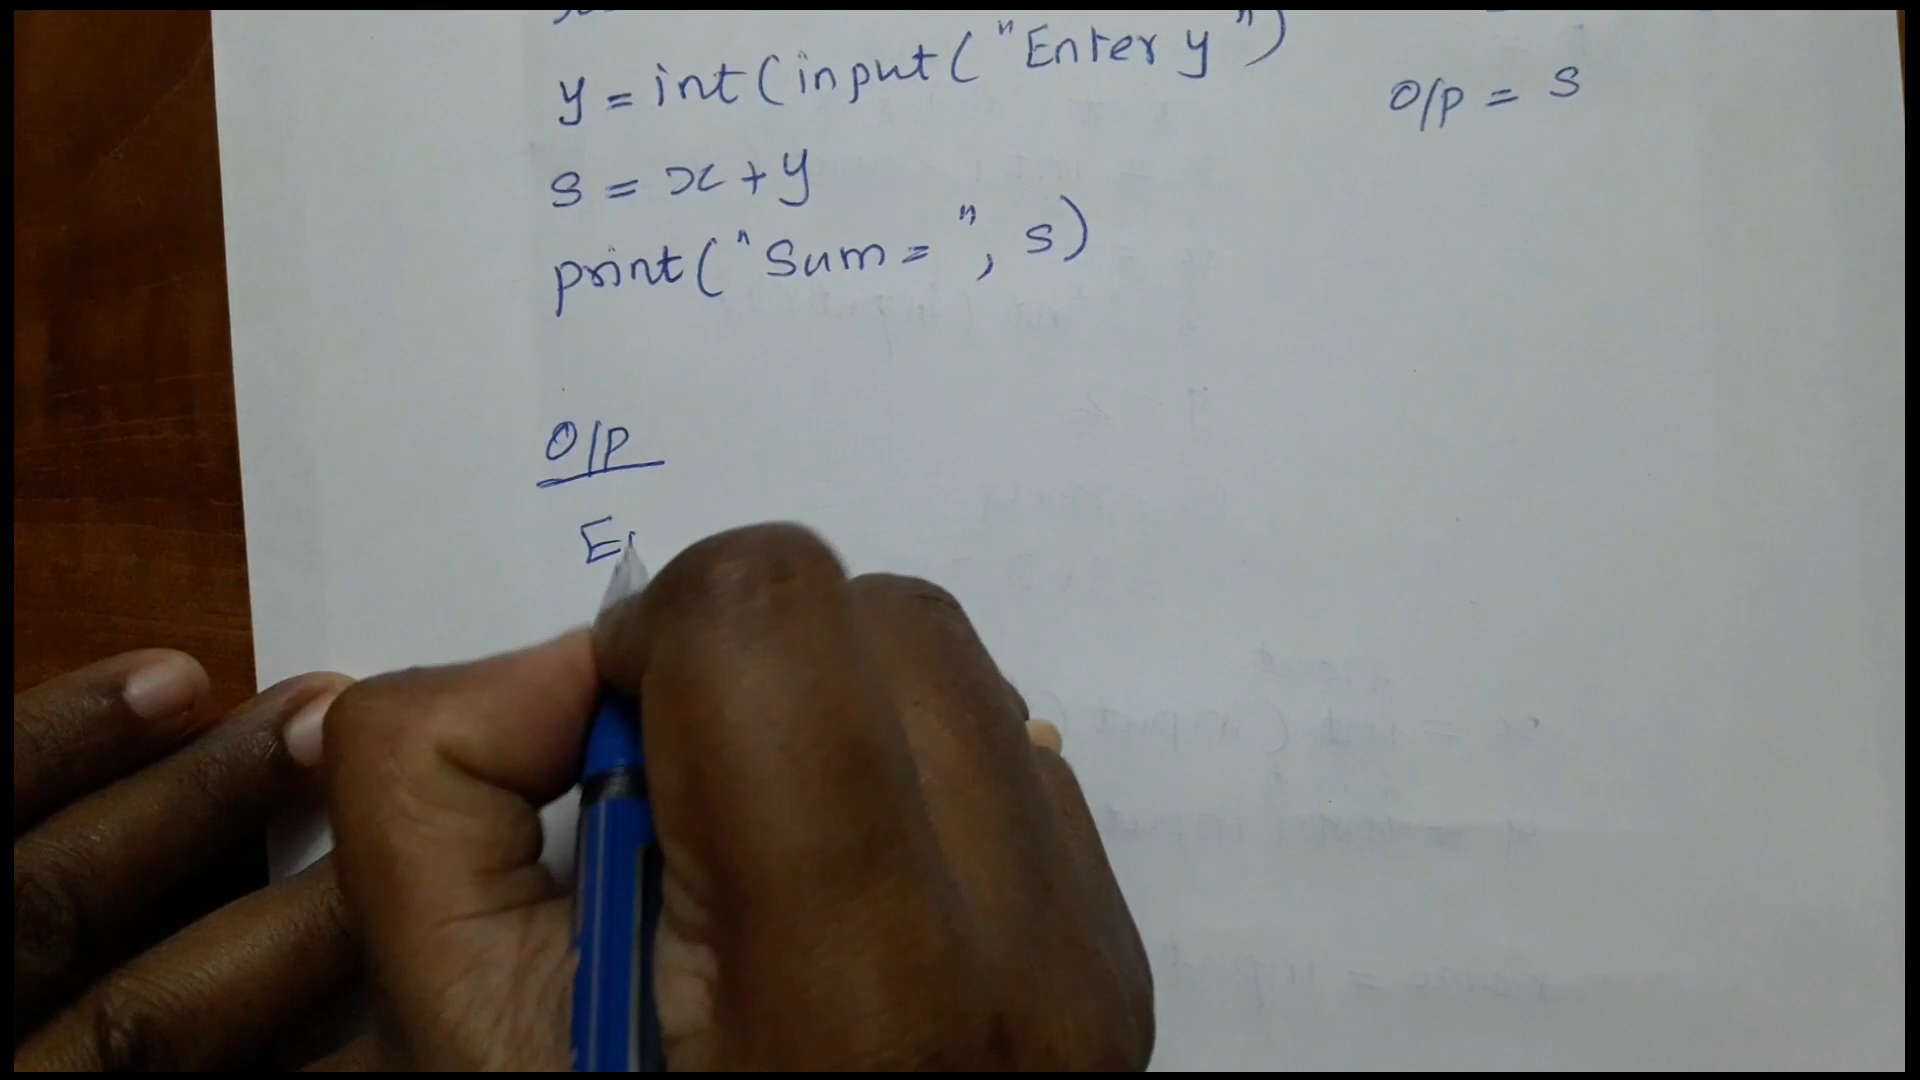 y = int(input("Enter y")
O/P = S
S = x + y
print("Sum = ", s)
O/P